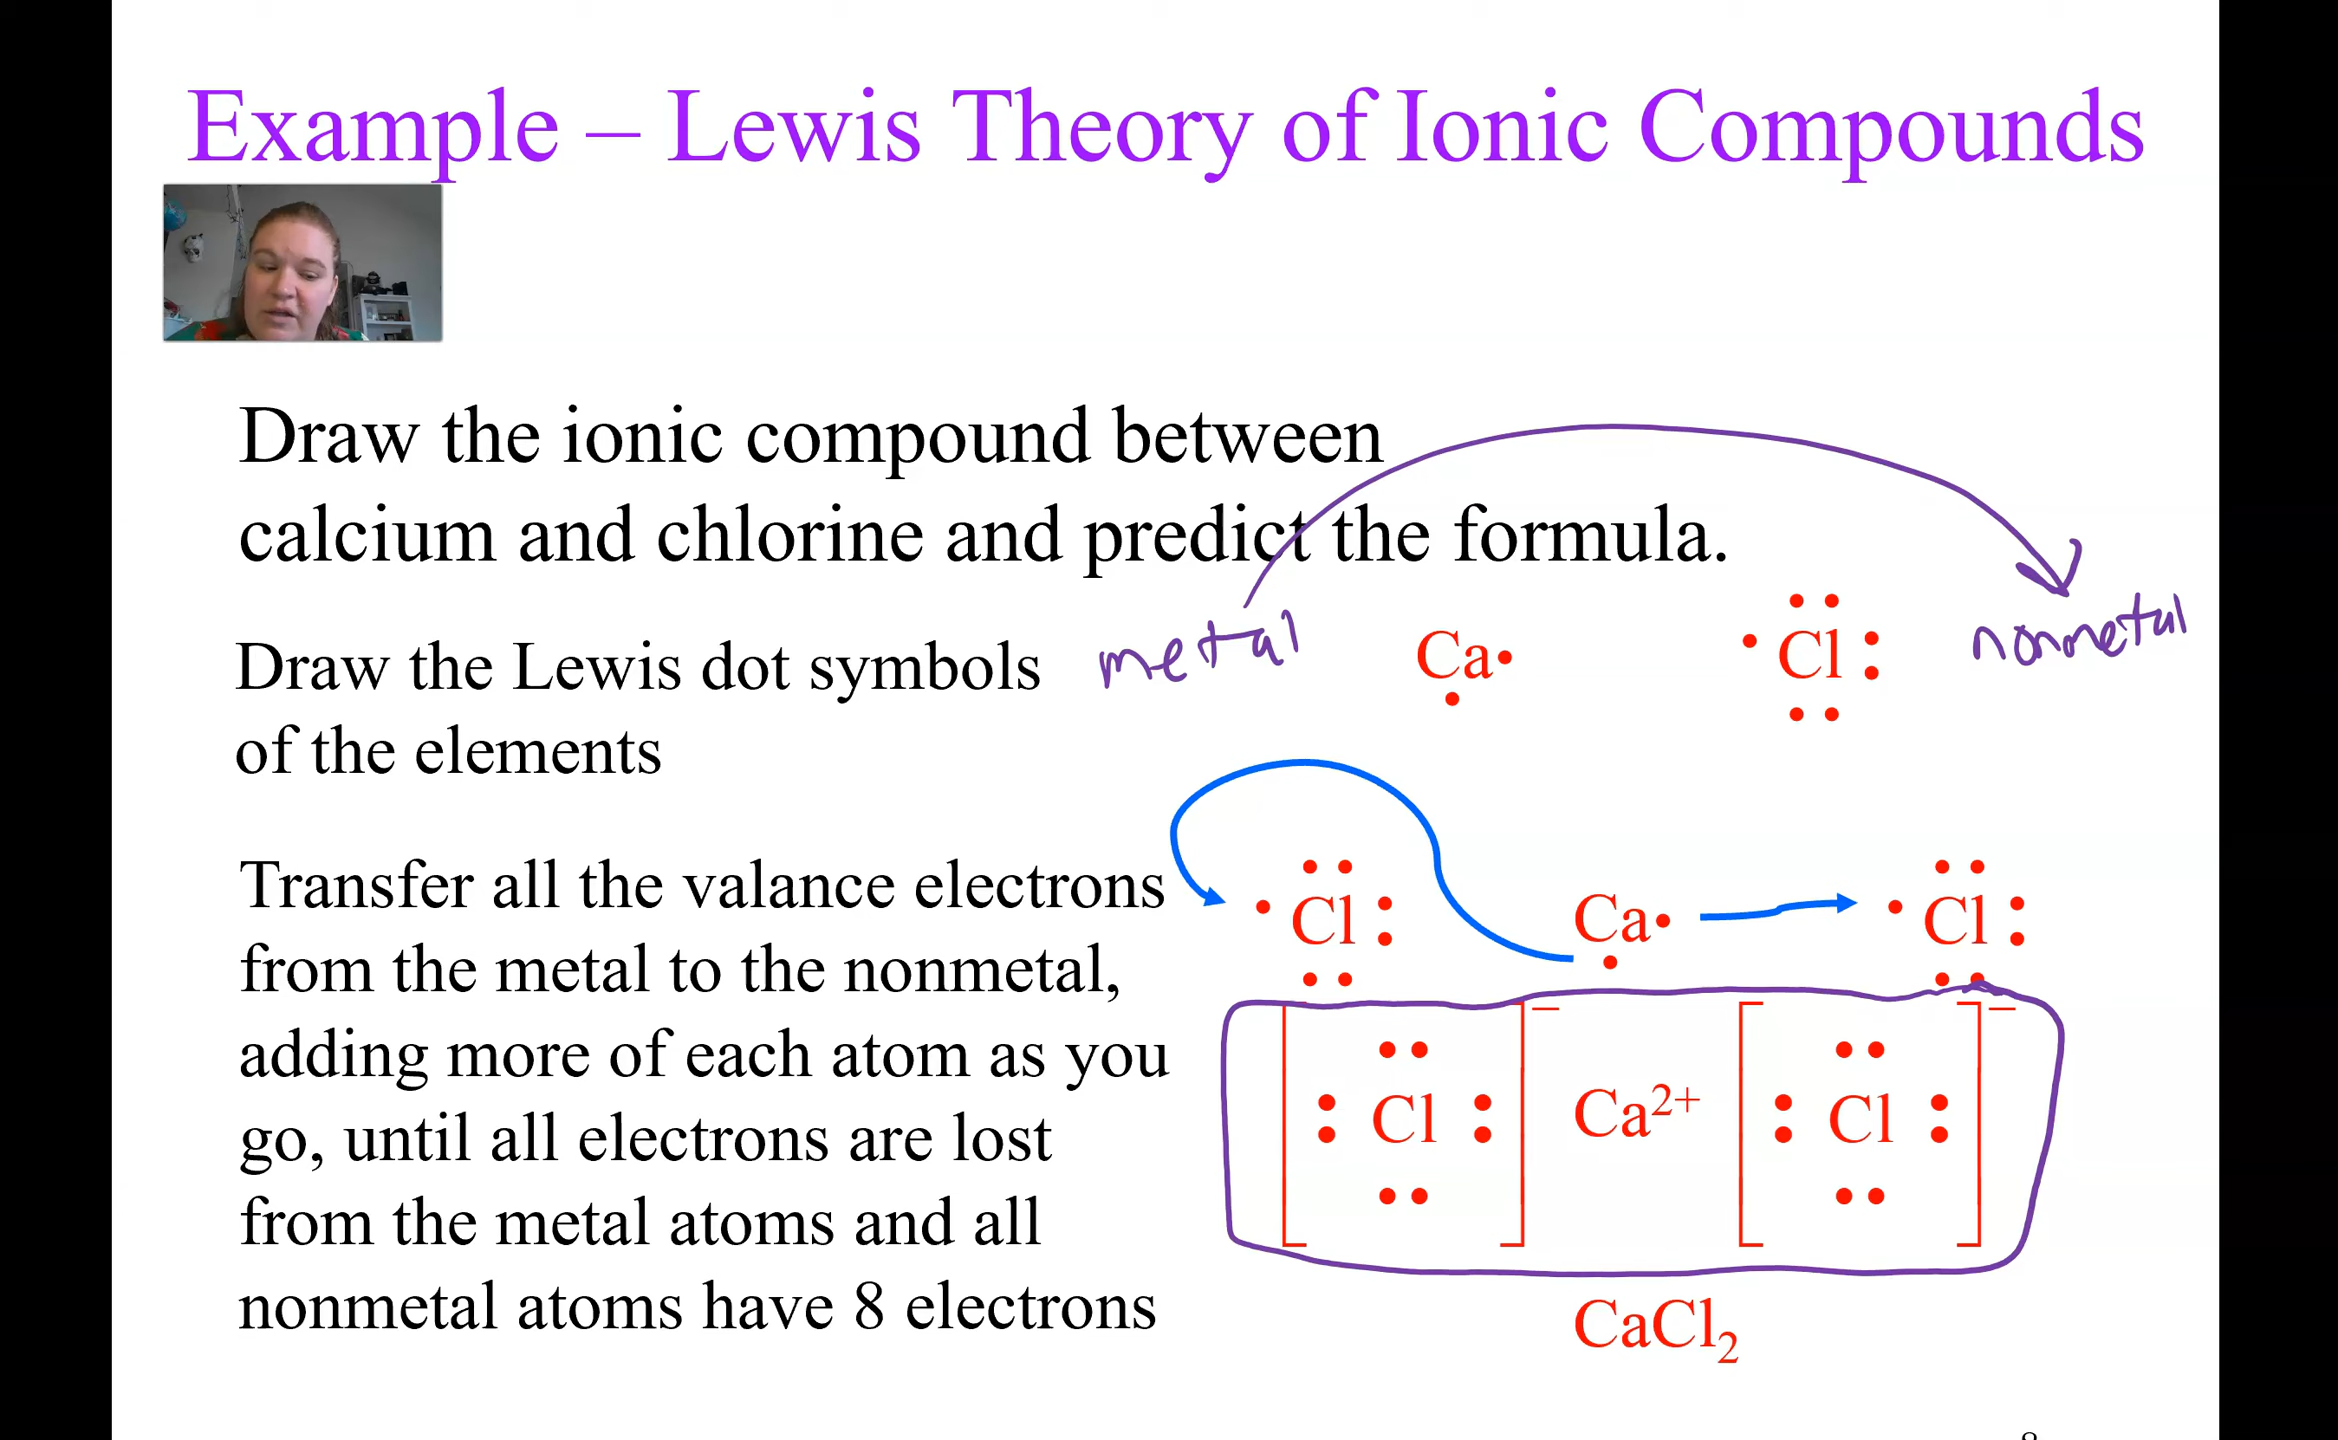 Example – Lewis Theory of Ionic Compounds
Draw the ionic compound between
calcium and chlorine and predict the formula.
Draw the Lewis dot symbols
of the elements
metal
Ca
Cl
nonmetal
Transfer all the valance electrons
from the metal to the nonmetal,
adding more of each atom as you
go, until all electrons are lost
from the metal atoms and all
nonmetal atoms have 8 electrons
Cl Ca Cl
[Cl]⁻ Ca²⁺ [Cl]⁻
CaCl₂